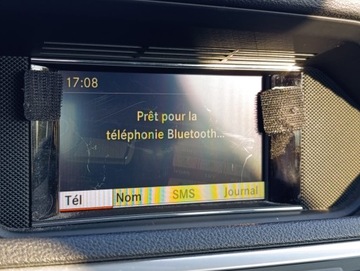 17:08
Prêt pour la
téléphonie Bluetooth...
Tél Nom SMS Journal